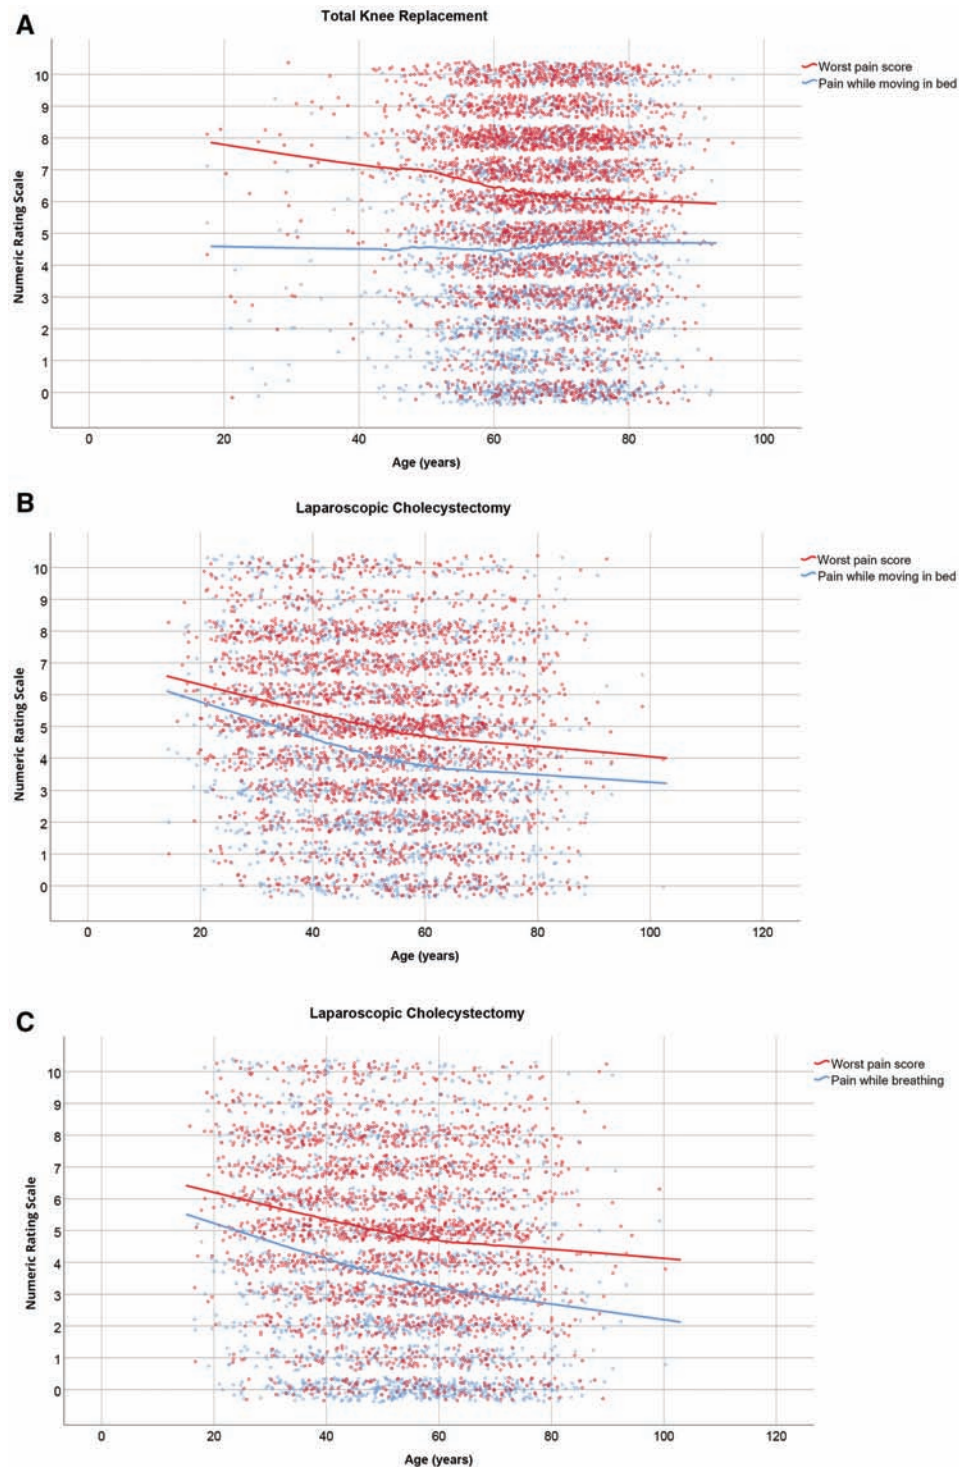 A
Total Knee Replacement
Worst pain score
Pain while moving in bed
Numeric Rating Scale
10
9
8
7
6
5
4
3
2
1
0
0 20 40 60 80 100
Age (years)
B
Laparoscopic Cholecystectomy
Worst pain score
Pain while moving in bed
Numeric Rating Scale
10
9
8
7
6
5
4
3
2
1
0
0 20 40 60 80 100 120
Age (years)
C
Laparoscopic Cholecystectomy
Worst pain score
Pain while breathing
Numeric Rating Scale
10
9
8
7
6
5
4
3
2
1
0
0 20 40 60 80 100 120
Age (years)